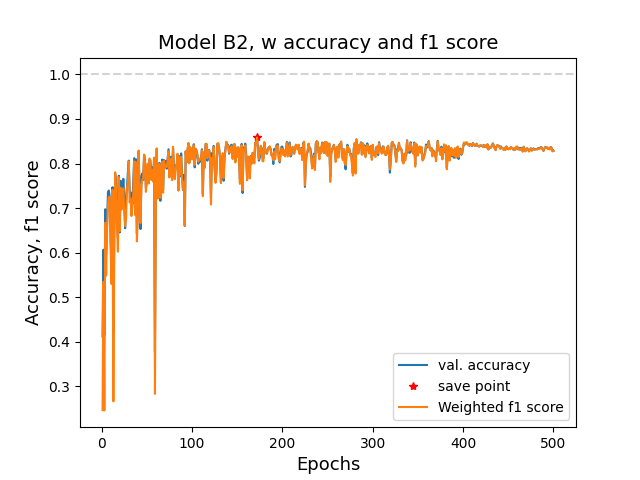 Model B2, w accuracy and f1 score
1.0
0.9
0.8
0.7
0.6
0.5
0.4
0.3
Accuracy, f1 score
val. accuracy
save point
Weighted f1 score
0
100
200
300
400
500
Epochs